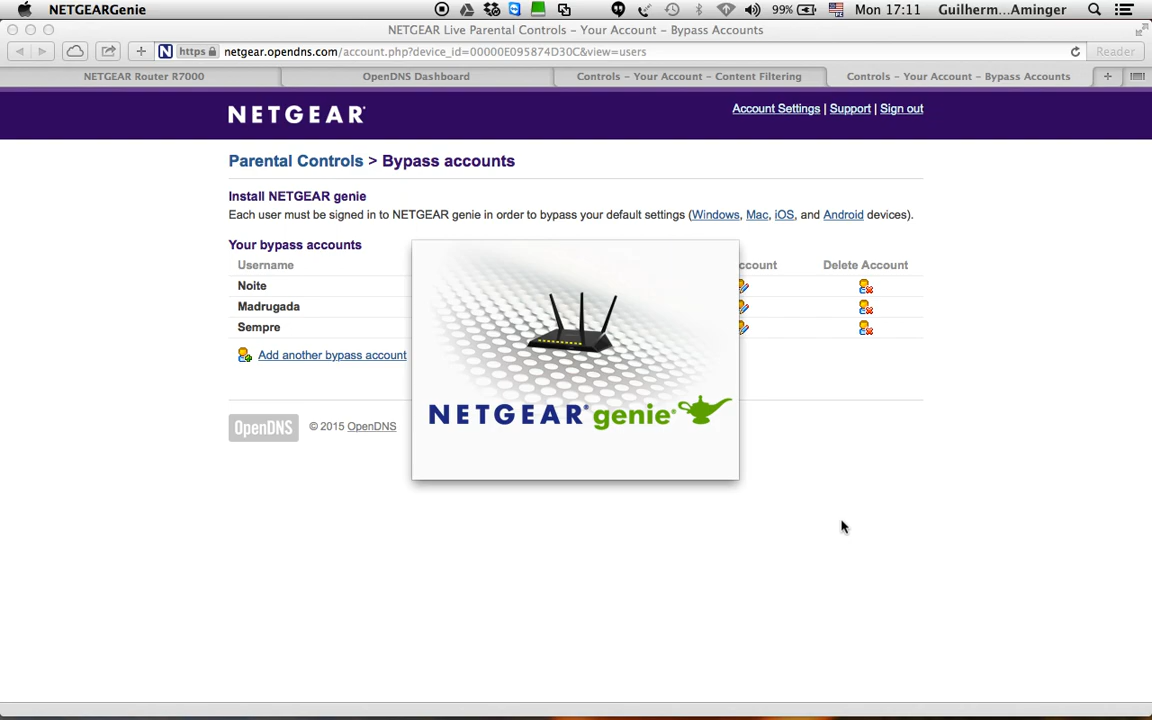 NETGEARGenie 99% Mon 17:11 Guilherm...Aminger
NETGEAR Live Parental Controls – Your Account – Bypass Accounts
N https netgear.opendns.com/account.php?device_id=00000E095874D30C&view=users Reader
NETGEAR Router R7000 OpenDNS Dashboard Controls – Your Account – Content Filtering Controls – Your Account – Bypass Accounts
NETGEAR® Account Settings | Support | Sign out
Parental Controls > Bypass accounts
Install NETGEAR genie
Each user must be signed in to NETGEAR genie in order to bypass your default settings (Windows, Mac, iOS, and Android devices).
Your bypass accounts
Username ccount Delete Account
Noite
Madrugada
Sempre
Add another bypass account
NETGEAR® genie®
OpenDNS © 2015 OpenDNS